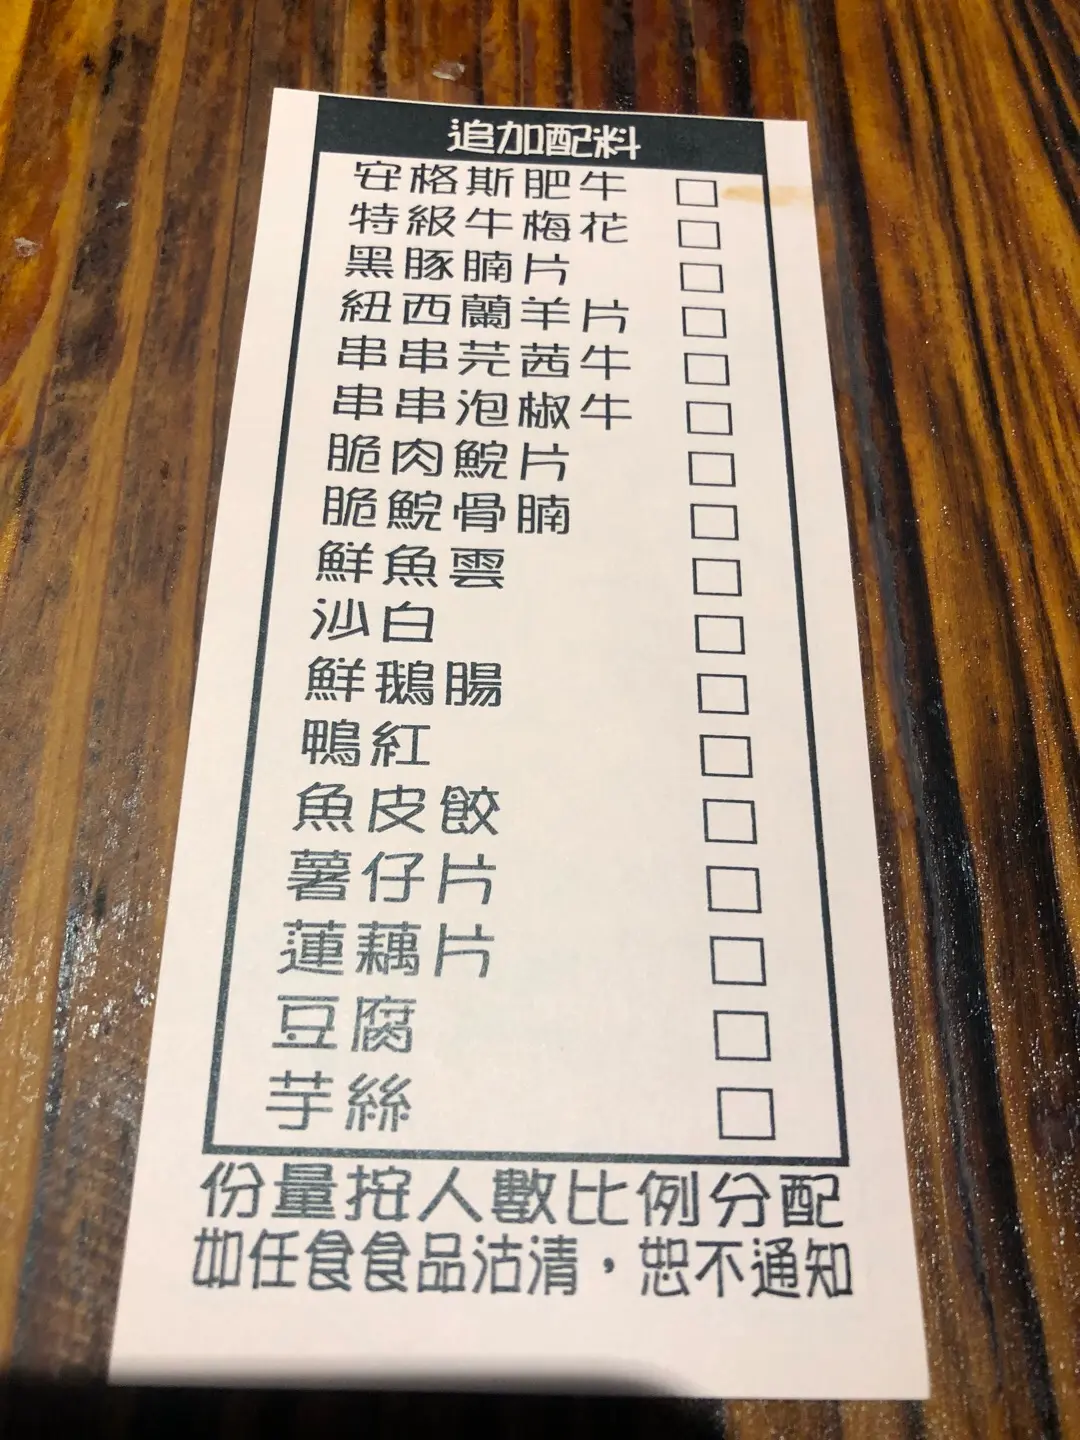 追加配料
安格斯肥牛 □
特級牛梅花 □
黑豚腩片 □
紐西蘭羊片 □
串串芫茜牛 □
串串泡椒牛 □
脆肉鯇片 □
脆鯇骨腩 □
鮮魚雲 □
沙白 □
鮮鵝腸 □
鴨紅 □
魚皮餃 □
薯仔片 □
蓮藕片 □
豆腐 □
芋絲 □
份量按人數比例分配
如任食食品沽清，恕不通知